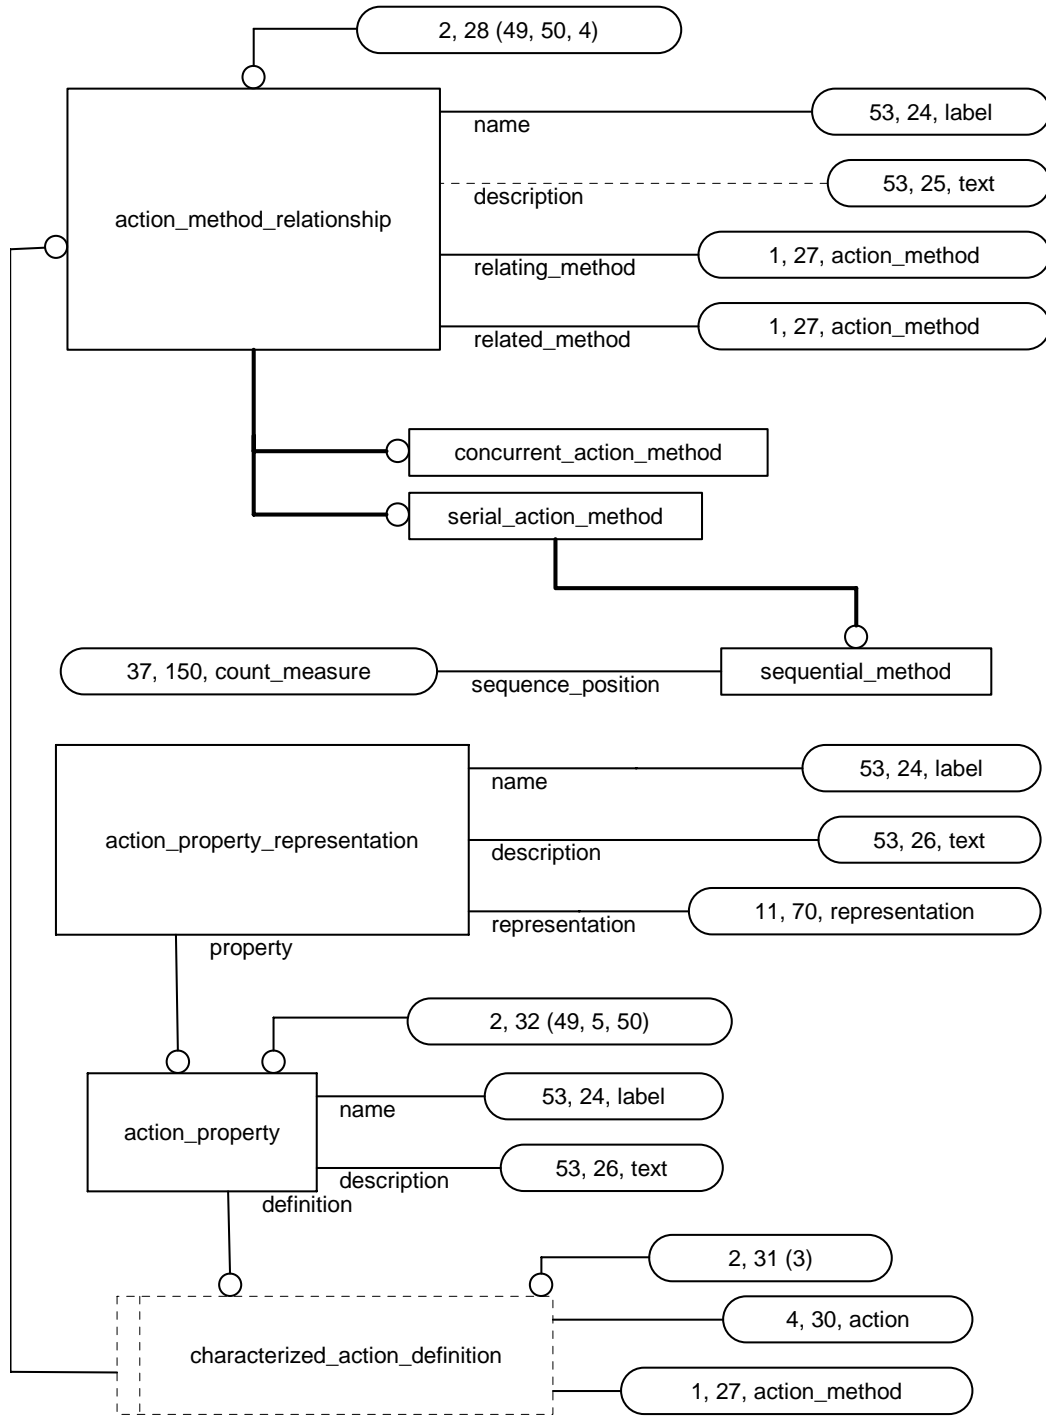 2, 28 (49, 50, 4)
53, 24, label
name
53, 25, text
description
action_method_relationship
1, 27, action_method
relating_method
1, 27, action_method
related_method
concurrent_action_method
serial_action_method
37, 150, count_measure
sequence_position
sequential_method
53, 24, label
name
action_property_representation
53, 26, text
description
11, 70, representation
representation
property
2, 32 (49, 5, 50)
53, 24, label
name
action_property
53, 26, text
description
definition
2, 31 (3)
4, 30, action
characterized_action_definition
1, 27, action_method